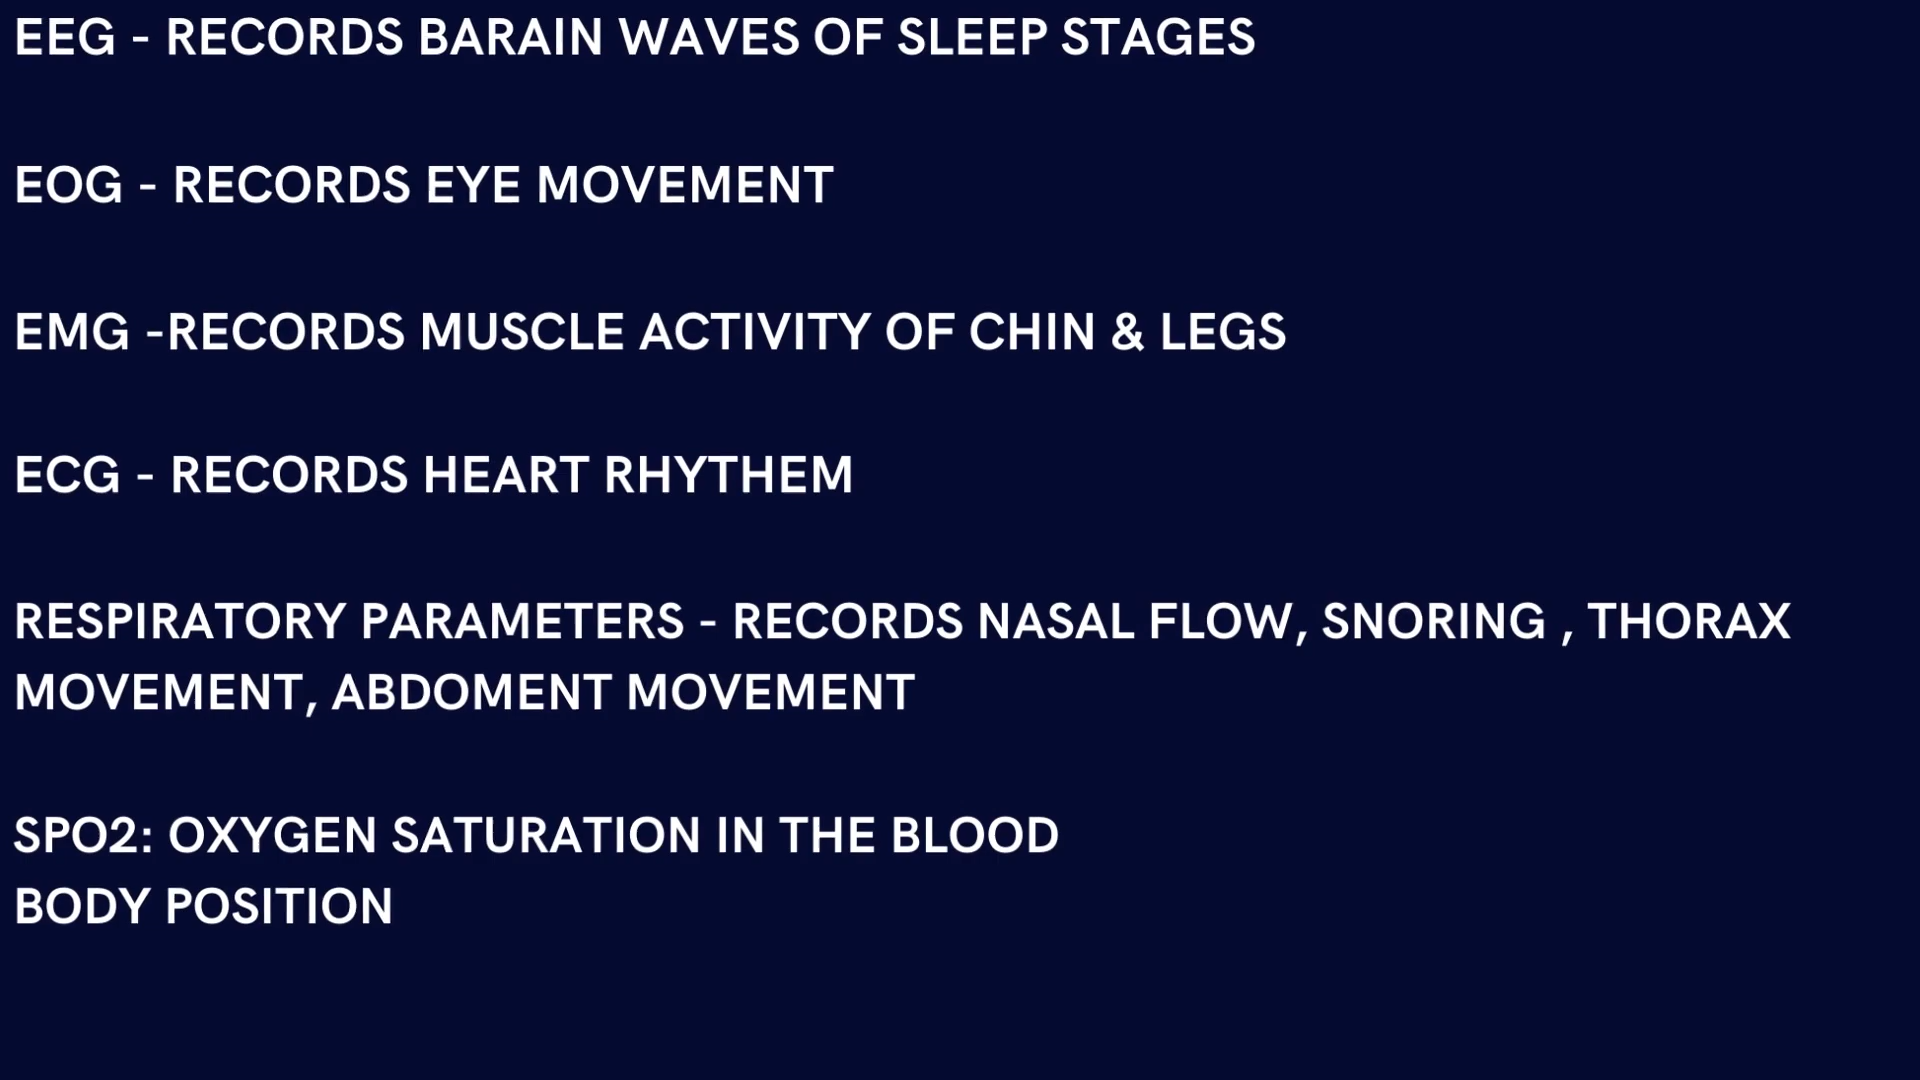 EEG - RECORDS BARAIN WAVES OF SLEEP STAGES
EOG - RECORDS EYE MOVEMENT
EMG -RECORDS MUSCLE ACTIVITY OF CHIN & LEGS
ECG - RECORDS HEART RHYTHEM
RESPIRATORY PARAMETERS - RECORDS NASAL FLOW, SNORING , THORAX
MOVEMENT, ABDOMENT MOVEMENT
SPO2: OXYGEN SATURATION IN THE BLOOD
BODY POSITION